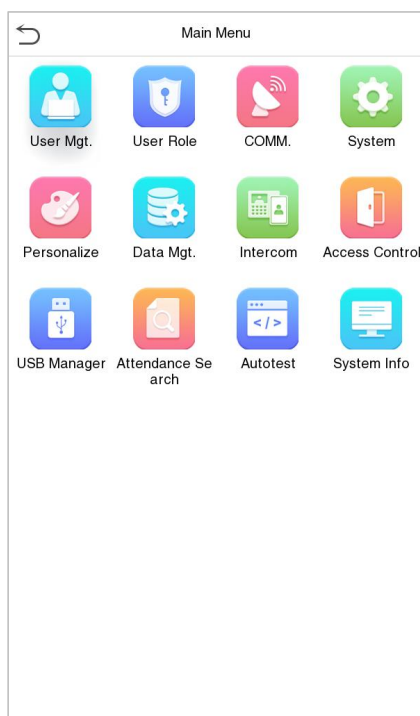 Main Menu
User Mgt. User Role COMM. System
Personalize Data Mgt. Intercom Access Control
USB Manager Attendance Se Autotest System Info
arch